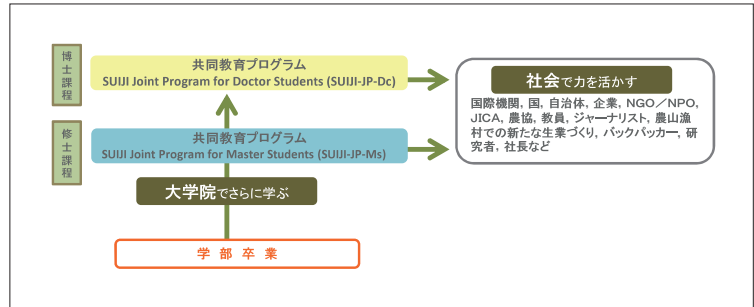 博士課程
共同教育プログラム
SUIJI Joint Program for Doctor Students (SUIJI-JP-Dc)
修士課程
共同教育プログラム
SUIJI Joint Program for Master Students (SUIJI-JP-Ms)
大学院でさらに学ぶ
学部卒業
社会で力を活かす
国際機関, 国, 自治体, 企業, NGO／NPO,
JICA, 農協, 教員, ジャーナリスト, 農山漁
村での新たな生業づくり, バックパッカー, 研
究者, 社長など